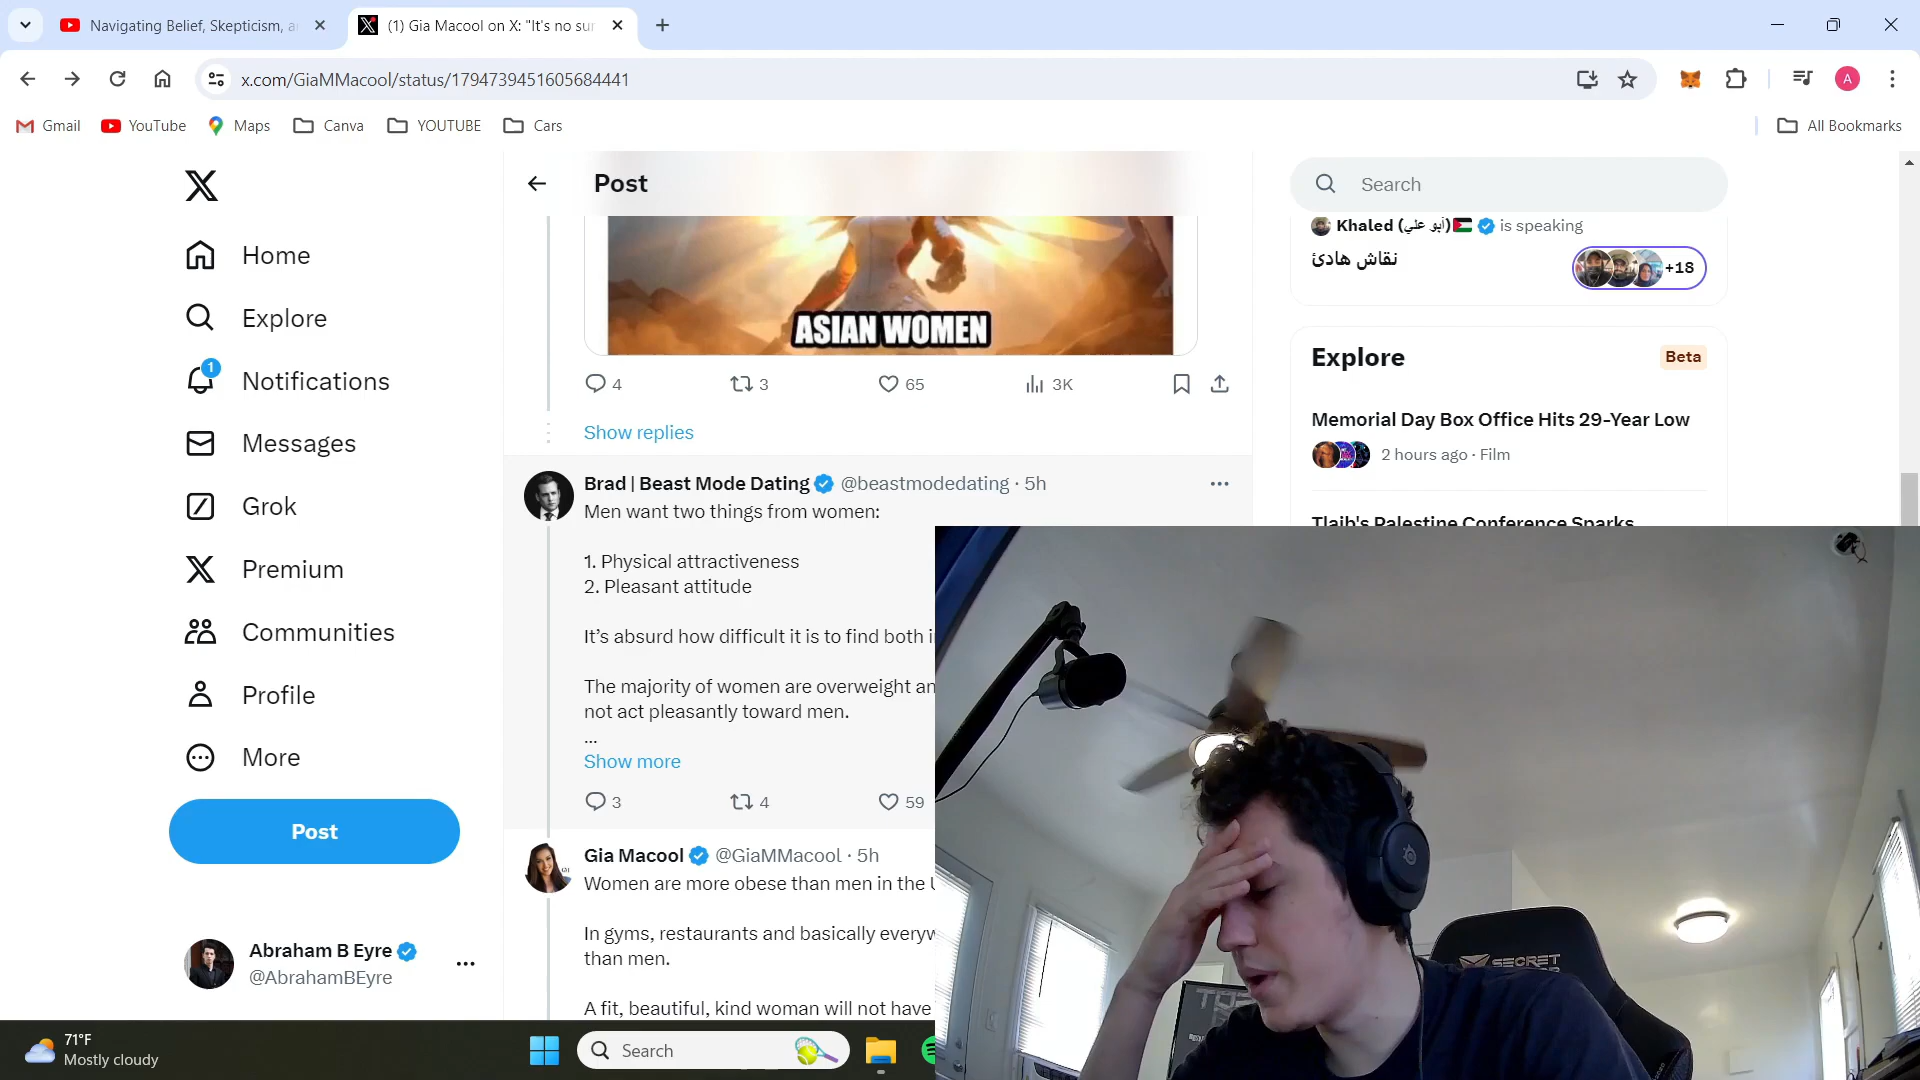 Navigating Belief, Skepticism, a
(1) Gia Macool on X: "It's no sur
x.com/GiaMMacool/status/1794739451605684441
A
Gmail
YouTube
Maps
Canva
YOUTUBE
Cars
All Bookmarks
Home
Explore
1
Notifications
Messages
Grok
Premium
Communities
Profile
More
Post
Abraham B Eyre
@AbrahamBEyre
Post
ASIAN WOMEN
4
3
65
3K
Show replies
Brad | Beast Mode Dating @beastmodedating · 5h
Men want two things from women:
1. Physical attractiveness
2. Pleasant attitude
It's absurd how difficult it is to find both i
The majority of women are overweight an
not act pleasantly toward men.
...
Show more
3
4
59
Gia Macool @GiaMMacool · 5h
Women are more obese than men in the U
In gyms, restaurants and basically everyw
than men.
A fit, beautiful, kind woman will not have
Search
Khaled (أبو علي) is speaking
نقاش هادئ
+18
Explore
Beta
Memorial Day Box Office Hits 29-Year Low
2 hours ago · Film
Tlaib's Palestine Conference Sparks
SECRET
71°F
Mostly cloudy
Search